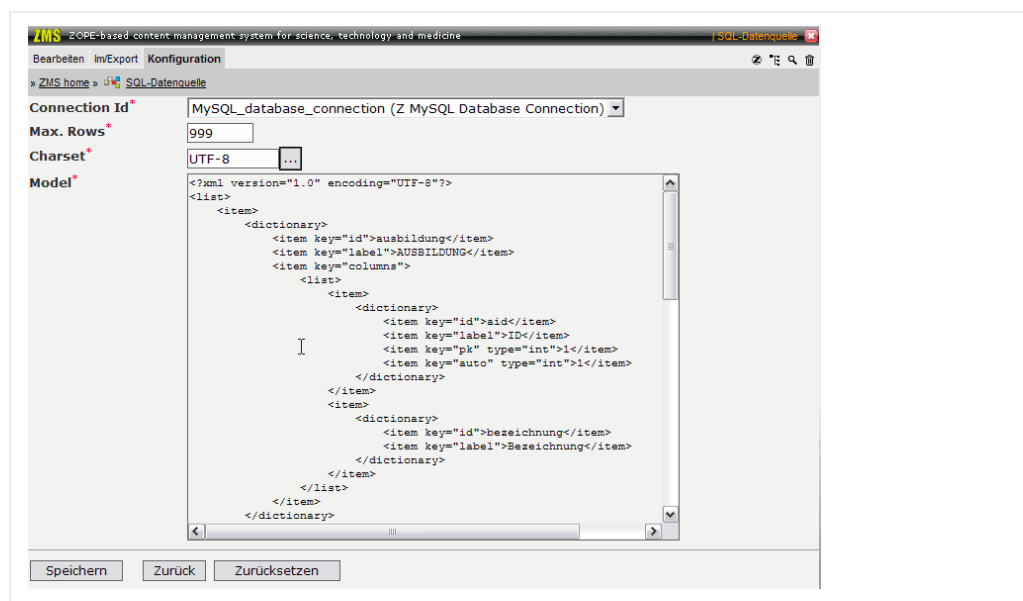 ZMS ZOPE-based content management system for science, technology and medicine | SQL-Datenquelle
Bearbeiten Im/Export Konfiguration
» ZMS home » SQL-Datenquelle
Connection Id* MySQL_database_connection (Z MySQL Database Connection)
Max. Rows* 999
Charset* UTF-8 ...
Model* <?xml version="1.0" encoding="UTF-8"?>
<list>
<item>
<dictionary>
<item key="id">ausbildung</item>
<item key="label">AUSBILDUNG</item>
<item key="columns">
<list>
<item>
<dictionary>
<item key="id">aid</item>
<item key="label">ID</item>
<item key="pk" type="int">1</item>
<item key="auto" type="int">1</item>
</dictionary>
</item>
<item>
<dictionary>
<item key="id">bezeichnung</item>
<item key="label">Bezeichnung</item>
</dictionary>
</item>
</list>
</item>
</dictionary>
Speichern Zurück Zurücksetzen